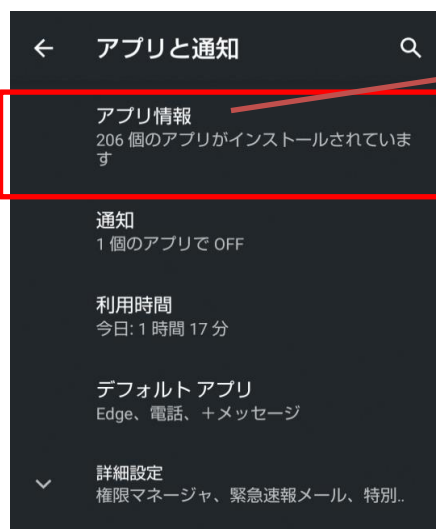 アプリと通知
アプリ情報
206 個のアプリがインストールされていま
す
通知
1 個のアプリで OFF
利用時間
今日: 1 時間 17 分
デフォルト アプリ
Edge、電話、＋メッセージ
詳細設定
権限マネージャ、緊急速報メール、特別..